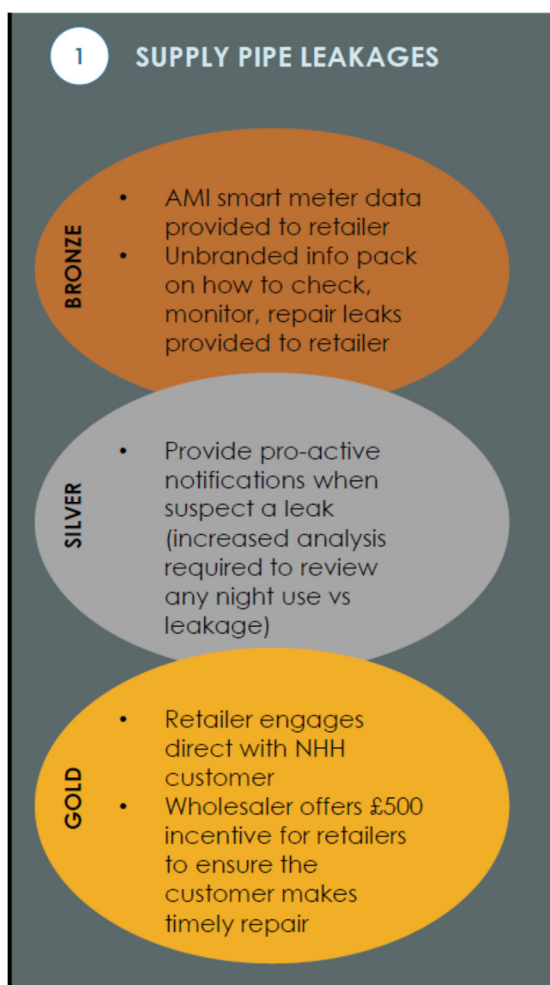 1 SUPPLY PIPE LEAKAGES
BRONZE
• AMI smart meter data
provided to retailer
• Unbranded info pack
on how to check,
monitor, repair leaks
provided to retailer
SILVER
• Provide pro-active
notifications when
suspect a leak
(increased analysis
required to review
any night use vs
leakage)
GOLD
• Retailer engages
direct with NHH
customer
• Wholesaler offers £500
incentive for retailers
to ensure the
customer makes
timely repair